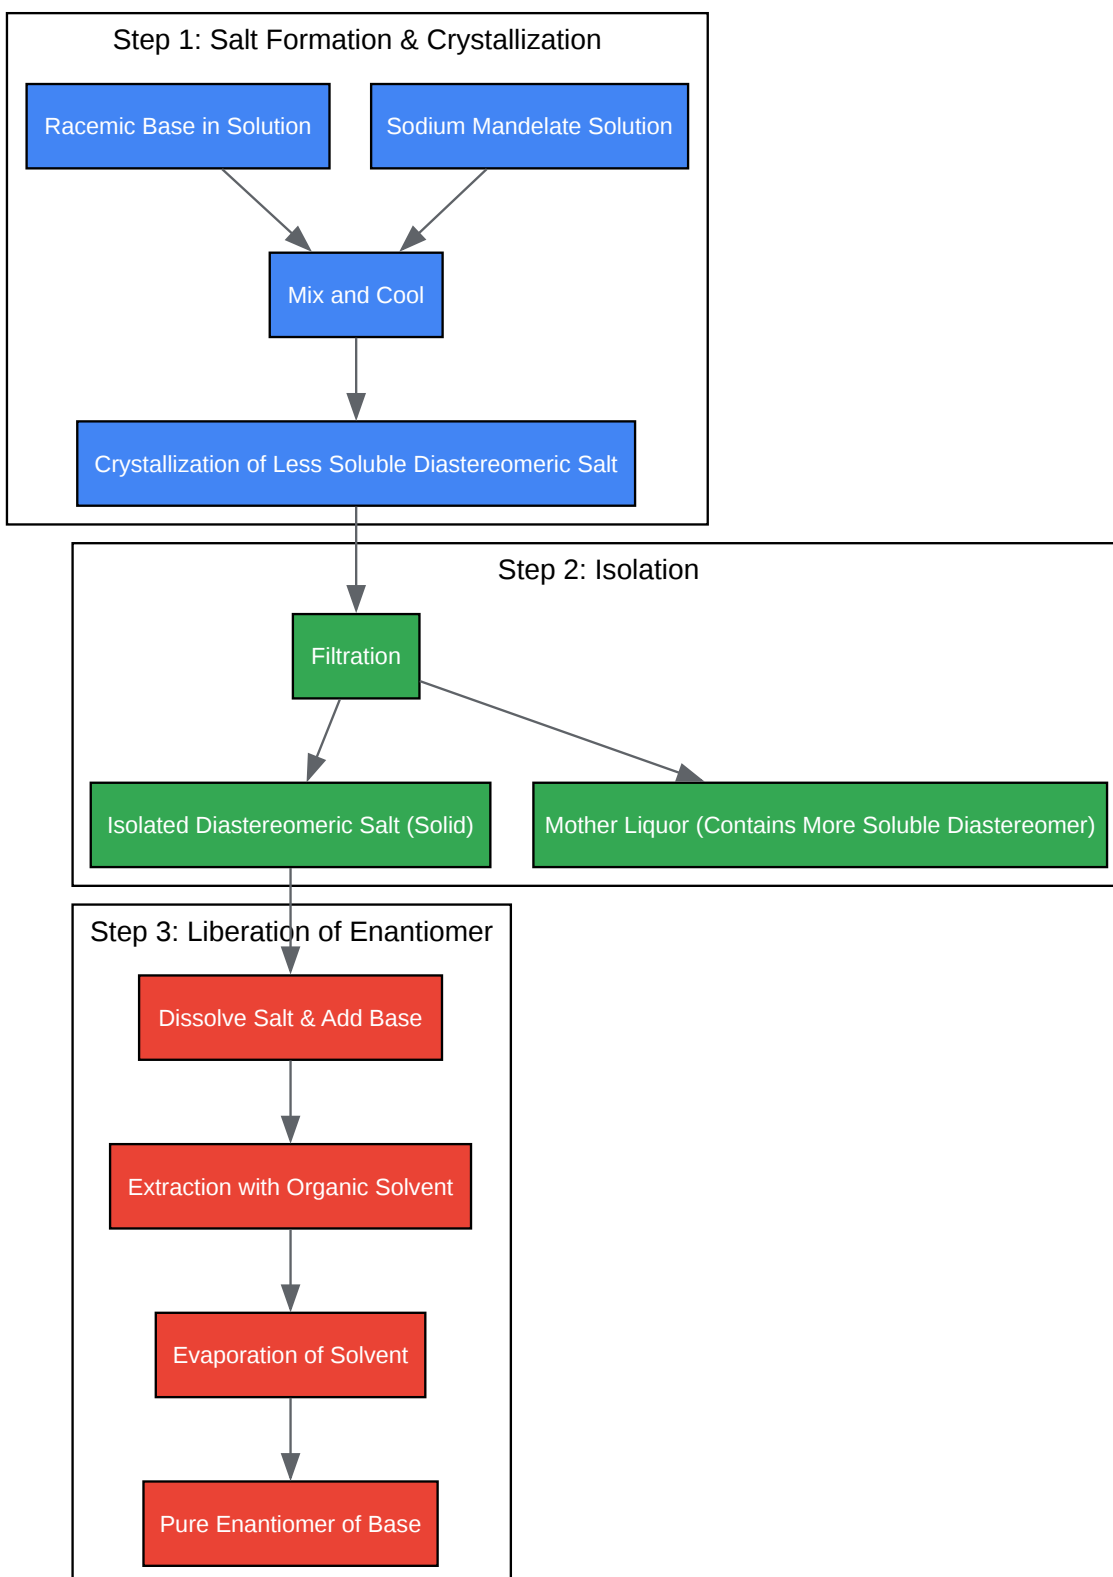 Step 1: Salt Formation & Crystallization
Racemic Base in Solution
Sodium Mandelate Solution
Mix and Cool
Crystallization of Less Soluble Diastereomeric Salt
Step 2: Isolation
Filtration
Isolated Diastereomeric Salt (Solid)
Mother Liquor (Contains More Soluble Diastereomer)
Step 3: Liberation of Enantiomer
Dissolve Salt & Add Base
Extraction with Organic Solvent
Evaporation of Solvent
Pure Enantiomer of Base